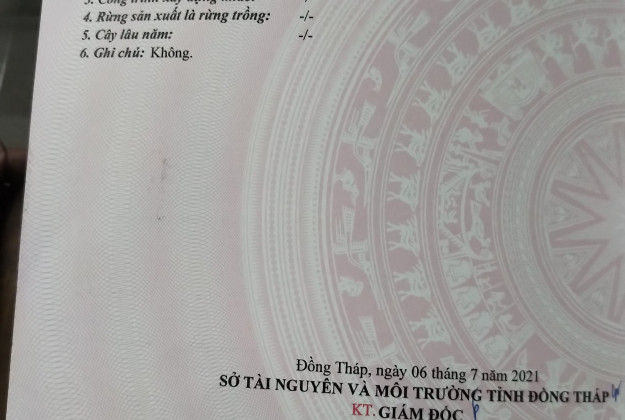 4. Rừng sản xuất là rừng trồng: -/-
5. Cây lâu năm: -/-
6. Ghi chú: Không.
Đồng Tháp, ngày 06 tháng 7 năm 2021
SỞ TÀI NGUYÊN VÀ MÔI TRƯỜNG TỈNH ĐỒNG THÁP
KT. GIÁM ĐỐC